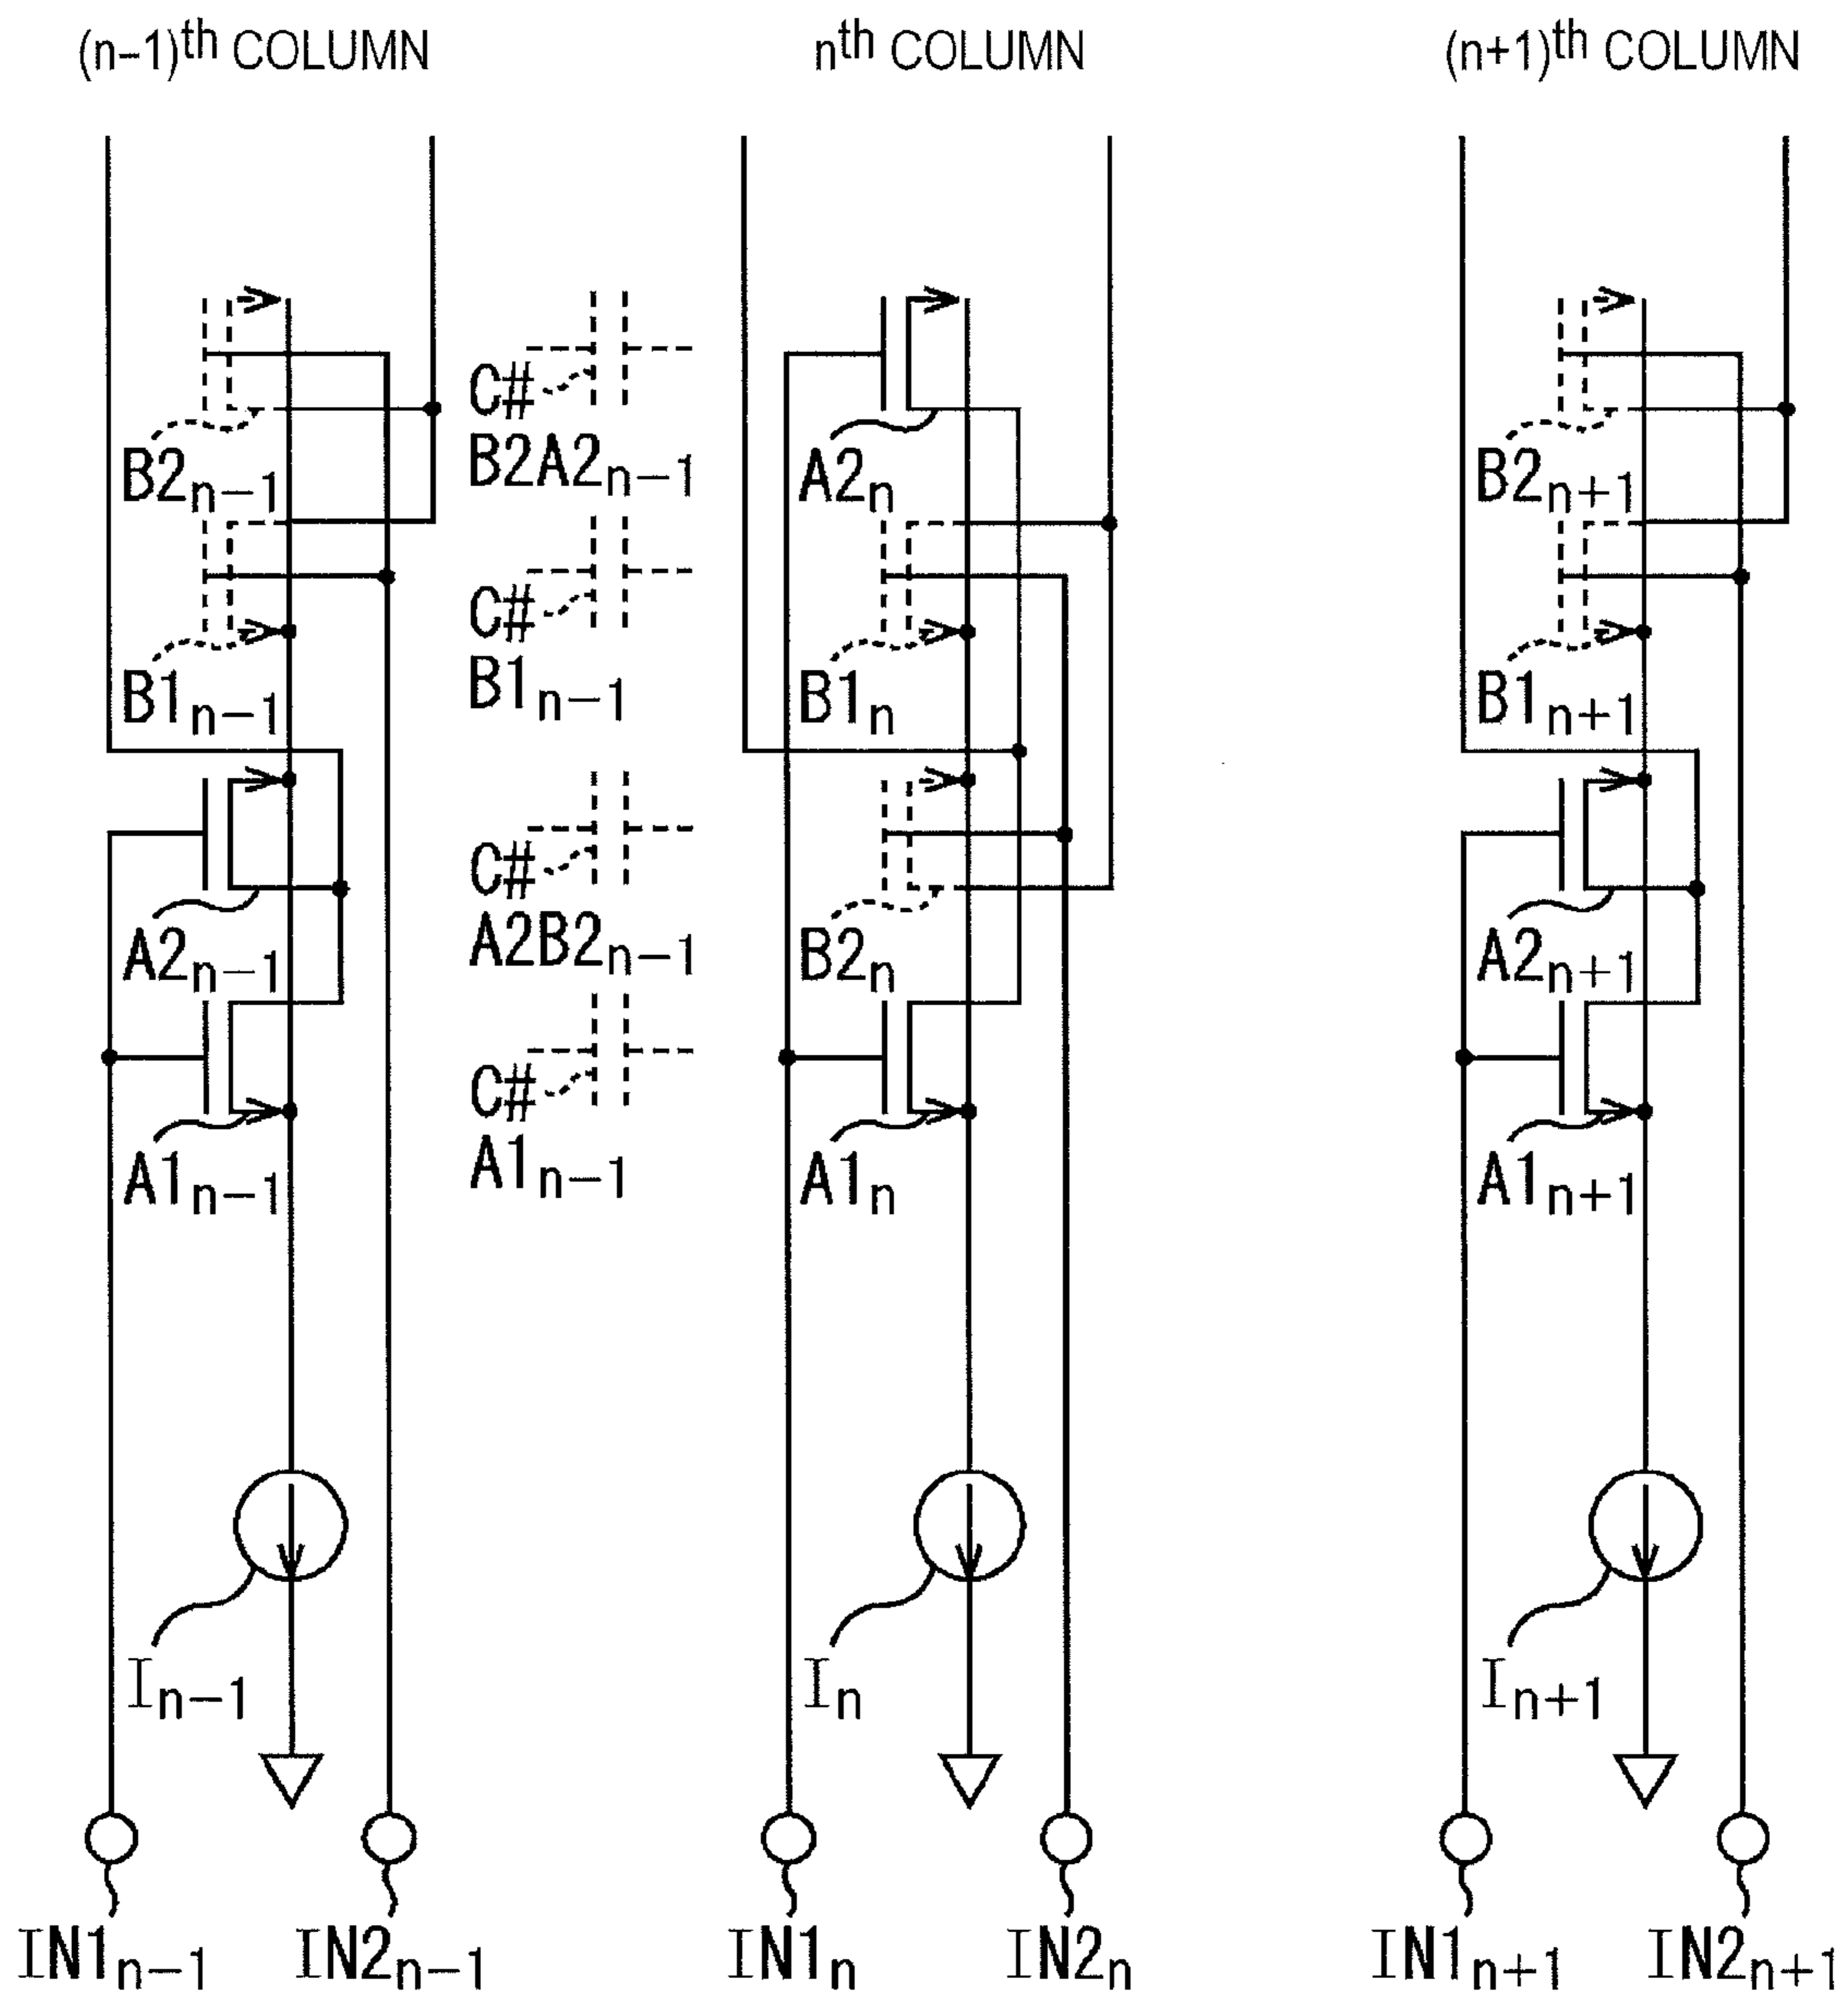 (n-1)th COLUMN
nth COLUMN
(n+1)th COLUMN
B2n-1
C#
B2A2n-1
A2n
B2n+1
B1n-1
C#
B1n-1
B1n
B1n+1
A2n-1
C#
A2B2n-1
B2n
A2n+1
A1n-1
C#
A1n-1
A1n
A1n+1
In-1
In
In+1
IN1n-1
IN2n-1
IN1n
IN2n
IN1n+1
IN2n+1